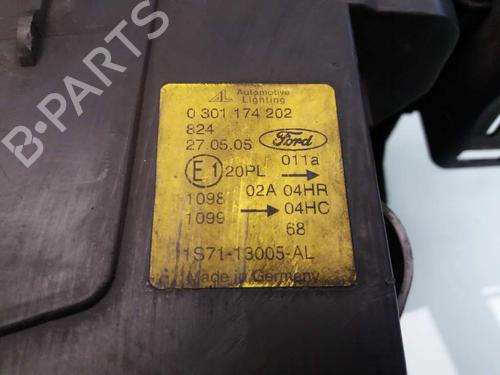 AL Automotive Lighting
0 301 174 202
824
27.05.05 Ford
E1 20PL 011a
1098 02A 04HR
1099 04HC
68
1S71-13005-AL
Made in Germany
B-PARTS